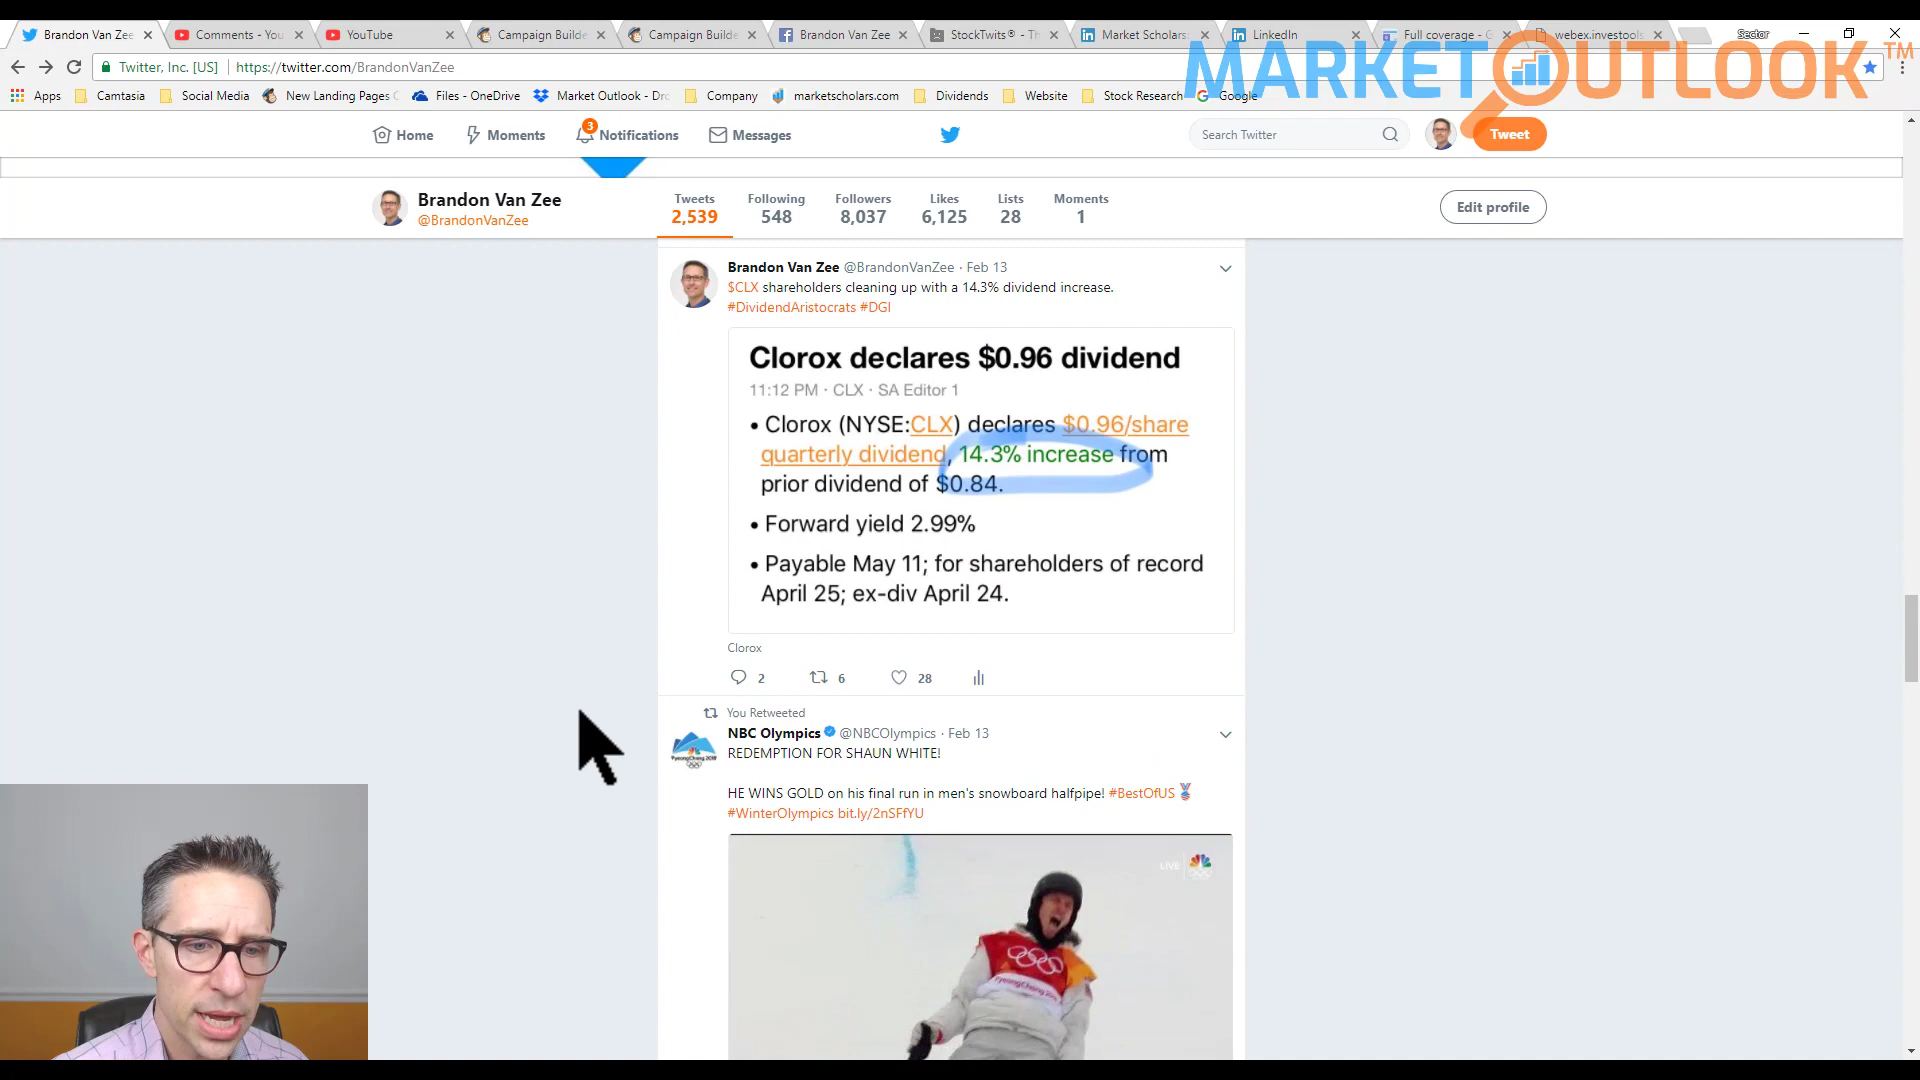 Brandon Van Zee
Comments - You
YouTube
Campaign Builde
Campaign Builde
Brandon Van Zee
StockTwits® - Th
Market Scholars
LinkedIn
Full coverage - G
webex.investools
Sector
Twitter, Inc. [US]
https://twitter.com/BrandonVanZee
MARKETOUTLOOK™
Apps
Camtasia
Social Media
New Landing Pages
Files - OneDrive
Market Outlook - Dro
Company
marketscholars.com
Dividends
Website
Stock Research
Google
Home
Moments
3
Notifications
Messages
Search Twitter
Tweet
Brandon Van Zee
@BrandonVanZee
Tweets
2,539
Following
548
Followers
8,037
Likes
6,125
Lists
28
Moments
1
Edit profile
Brandon Van Zee @BrandonVanZee · Feb 13
$CLX shareholders cleaning up with a 14.3% dividend increase.
#DividendAristocrats #DGI
Clorox declares $0.96 dividend
11:12 PM · CLX · SA Editor 1
• Clorox (NYSE:CLX) declares $0.96/share
quarterly dividend, 14.3% increase from
prior dividend of $0.84.
• Forward yield 2.99%
• Payable May 11; for shareholders of record
April 25; ex-div April 24.
Clorox
2
6
28
You Retweeted
NBC Olympics @NBCOlympics · Feb 13
REDEMPTION FOR SHAUN WHITE!
HE WINS GOLD on his final run in men's snowboard halfpipe! #BestOfUS
#WinterOlympics bit.ly/2nSFfYU
LIVE